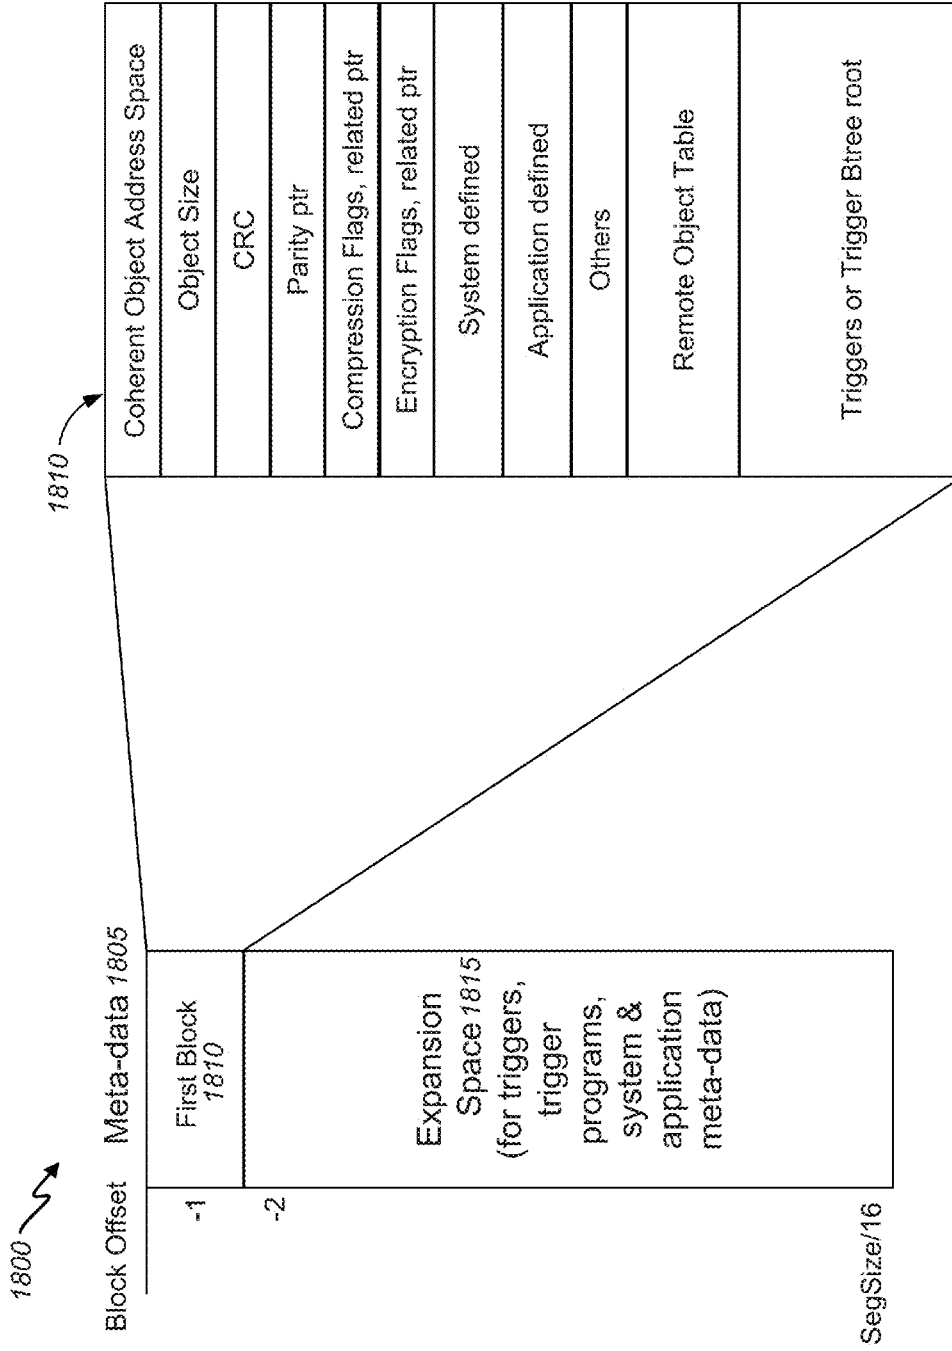 1800
Block Offset
Meta-data 1805
-1
First Block
1810
-2
Expansion
Space 1815
(for triggers,
trigger
programs,
system &
application
meta-data)
SegSize/16
1810
Coherent Object Address Space
Object Size
CRC
Parity ptr
Compression Flags, related ptr
Encryption Flags, related ptr
System defined
Application defined
Others
Remote Object Table
Triggers or Trigger Btree root